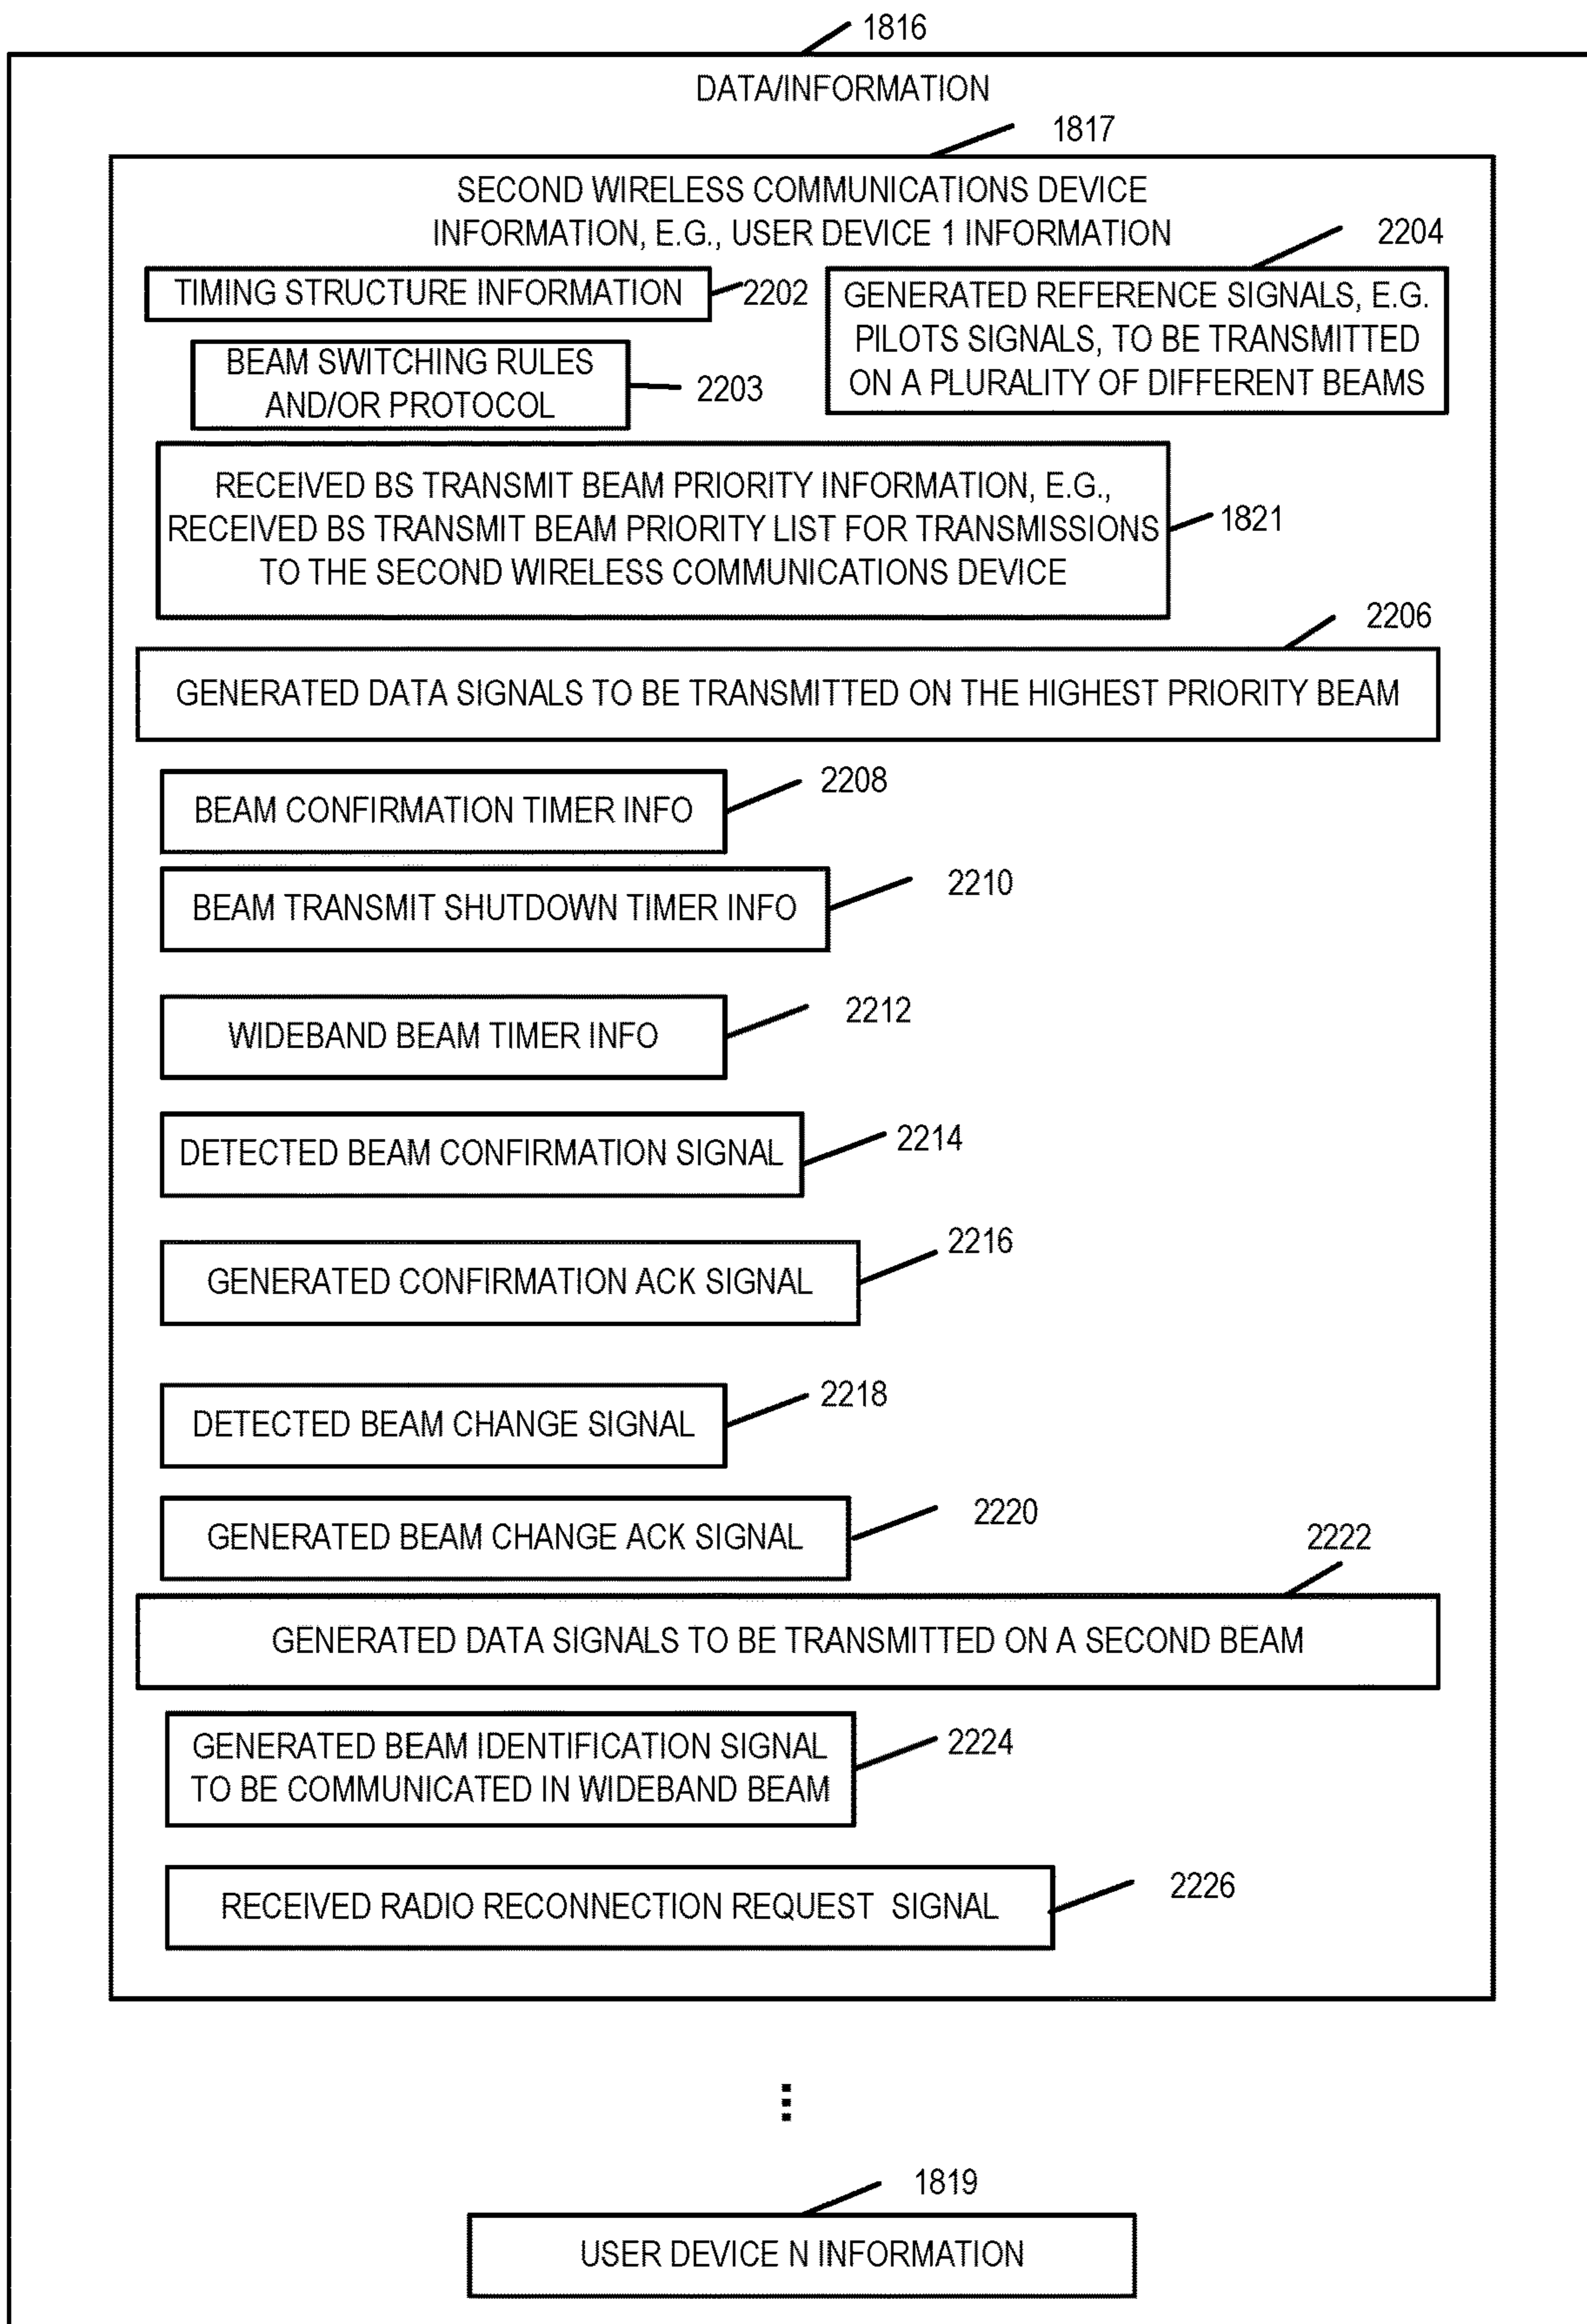 1816
DATA/INFORMATION
1817
SECOND WIRELESS COMMUNICATIONS DEVICE
INFORMATION, E.G., USER DEVICE 1 INFORMATION
2204
TIMING STRUCTURE INFORMATION
2202
GENERATED REFERENCE SIGNALS, E.G.
PILOTS SIGNALS, TO BE TRANSMITTED
ON A PLURALITY OF DIFFERENT BEAMS
BEAM SWITCHING RULES
AND/OR PROTOCOL
2203
RECEIVED BS TRANSMIT BEAM PRIORITY INFORMATION, E.G.,
RECEIVED BS TRANSMIT BEAM PRIORITY LIST FOR TRANSMISSIONS
TO THE SECOND WIRELESS COMMUNICATIONS DEVICE
1821
2206
GENERATED DATA SIGNALS TO BE TRANSMITTED ON THE HIGHEST PRIORITY BEAM
2208
BEAM CONFIRMATION TIMER INFO
2210
BEAM TRANSMIT SHUTDOWN TIMER INFO
2212
WIDEBAND BEAM TIMER INFO
2214
DETECTED BEAM CONFIRMATION SIGNAL
2216
GENERATED CONFIRMATION ACK SIGNAL
2218
DETECTED BEAM CHANGE SIGNAL
2220
GENERATED BEAM CHANGE ACK SIGNAL
2222
GENERATED DATA SIGNALS TO BE TRANSMITTED ON A SECOND BEAM
GENERATED BEAM IDENTIFICATION SIGNAL
TO BE COMMUNICATED IN WIDEBAND BEAM
2224
RECEIVED RADIO RECONNECTION REQUEST SIGNAL
2226
1819
USER DEVICE N INFORMATION